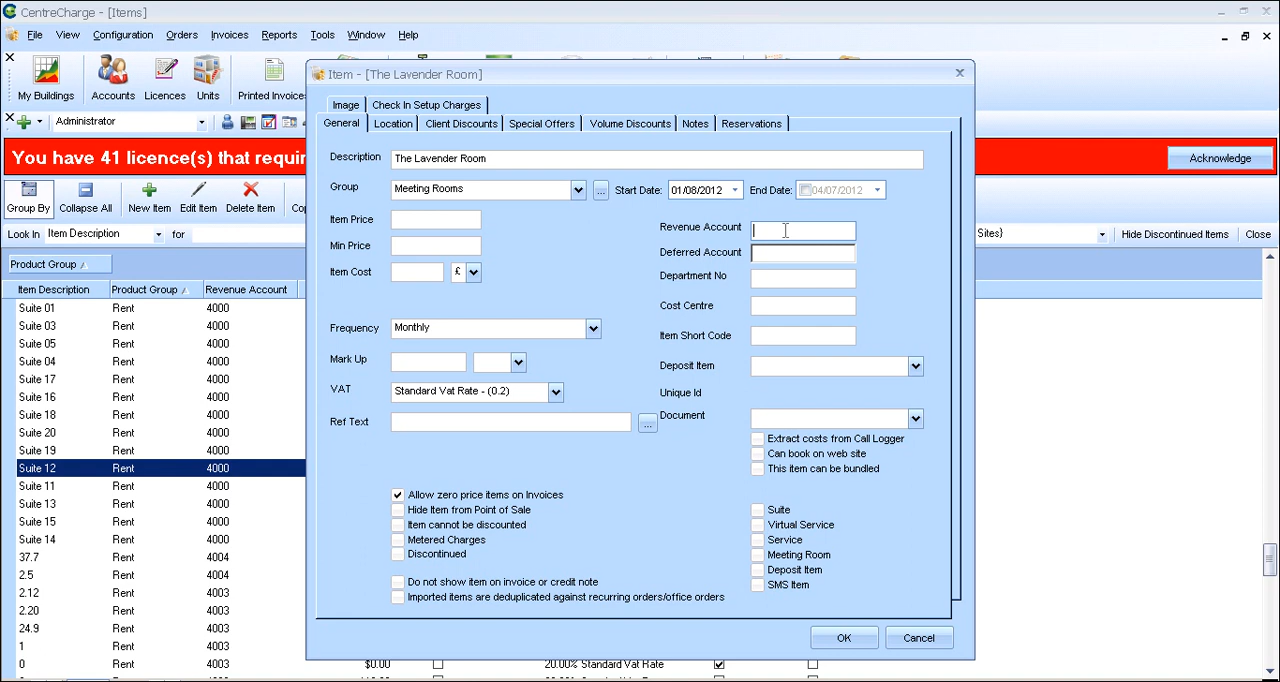 CentreCharge - [Items]
File View Configuration Orders Invoices Reports Tools Window Help
My Buildings Accounts Licences Units Printed Invoice
Administrator
You have 41 licence(s) that requir
Acknowledge
Group By Collapse All New Item Edit Item Delete Item
Look In Item Description for
Sites} Hide Discontinued Items Close
Product Group
Item Description Product Group Revenue Account
Suite 01 Rent 4000
Suite 03 Rent 4000
Suite 05 Rent 4000
Suite 04 Rent 4000
Suite 17 Rent 4000
Suite 16 Rent 4000
Suite 18 Rent 4000
Suite 20 Rent 4000
Suite 19 Rent 4000
Suite 12 Rent 4000
Suite 11 Rent 4000
Suite 13 Rent 4000
Suite 15 Rent 4000
Suite 14 Rent 4000
37.7 Rent 4004
2.5 Rent 4004
2.12 Rent 4003
2.20 Rent 4003
24.9 Rent 4003
1 Rent 4003
0 Rent 4003 $0.00 20.00% Standard Vat Rate
Item - [The Lavender Room]
Image Check In Setup Charges
General Location Client Discounts Special Offers Volume Discounts Notes Reservations
Description The Lavender Room
Group Meeting Rooms ... Start Date: 01/08/2012 End Date: 04/07/2012
Item Price
Min Price
Item Cost £
Frequency Monthly
Mark Up
VAT Standard Vat Rate - (0.2)
Ref Text ...
Revenue Account
Deferred Account
Department No
Cost Centre
Item Short Code
Deposit Item
Unique Id
Document
Extract costs from Call Logger
Can book on web site
This item can be bundled
Allow zero price items on Invoices
Hide Item from Point of Sale
Item cannot be discounted
Metered Charges
Discontinued
Do not show item on invoice or credit note
Imported items are deduplicated against recurring orders/office orders
Suite
Virtual Service
Service
Meeting Room
Deposit Item
SMS Item
OK Cancel